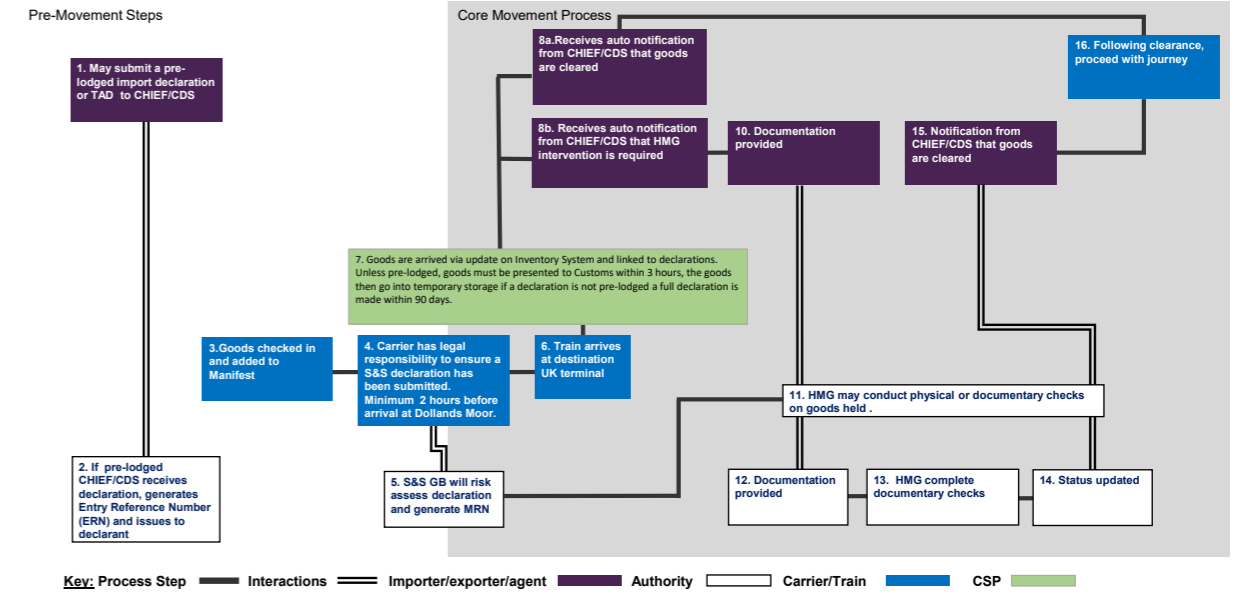 Pre-Movement Steps
Core Movement Process
1. May submit a pre-
lodged import declaration
or TAD to CHIEF/CDS
8a.Receives auto notification
from CHIEF/CDS that goods
are cleared
16. Following clearance,
proceed with journey
8b. Receives auto notification
from CHIEF/CDS that HMG
intervention is required
10. Documentation
provided
15. Notification from
CHIEF/CDS that goods
are cleared
7. Goods are arrived via update on Inventory System and linked to declarations.
Unless pre-lodged, goods must be presented to Customs within 3 hours, the goods
then go into temporary storage if a declaration is not pre-lodged a full declaration is
made within 90 days.
3.Goods checked in
and added to
Manifest
4. Carrier has legal
responsibility to ensure a
S&S declaration has
been submitted.
Minimum 2 hours before
arrival at Dollands Moor.
6. Train arrives
at destination
UK terminal
11. HMG may conduct physical or documentary checks
on goods held .
2. If pre-lodged
CHIEF/CDS receives
declaration, generates
Entry Reference Number
(ERN) and issues to
declarant
5. S&S GB will risk
assess declaration
and generate MRN
12. Documentation
provided
13. HMG complete
documentary checks
14. Status updated
Key: Process Step Interactions Importer/exporter/agent Authority Carrier/Train CSP